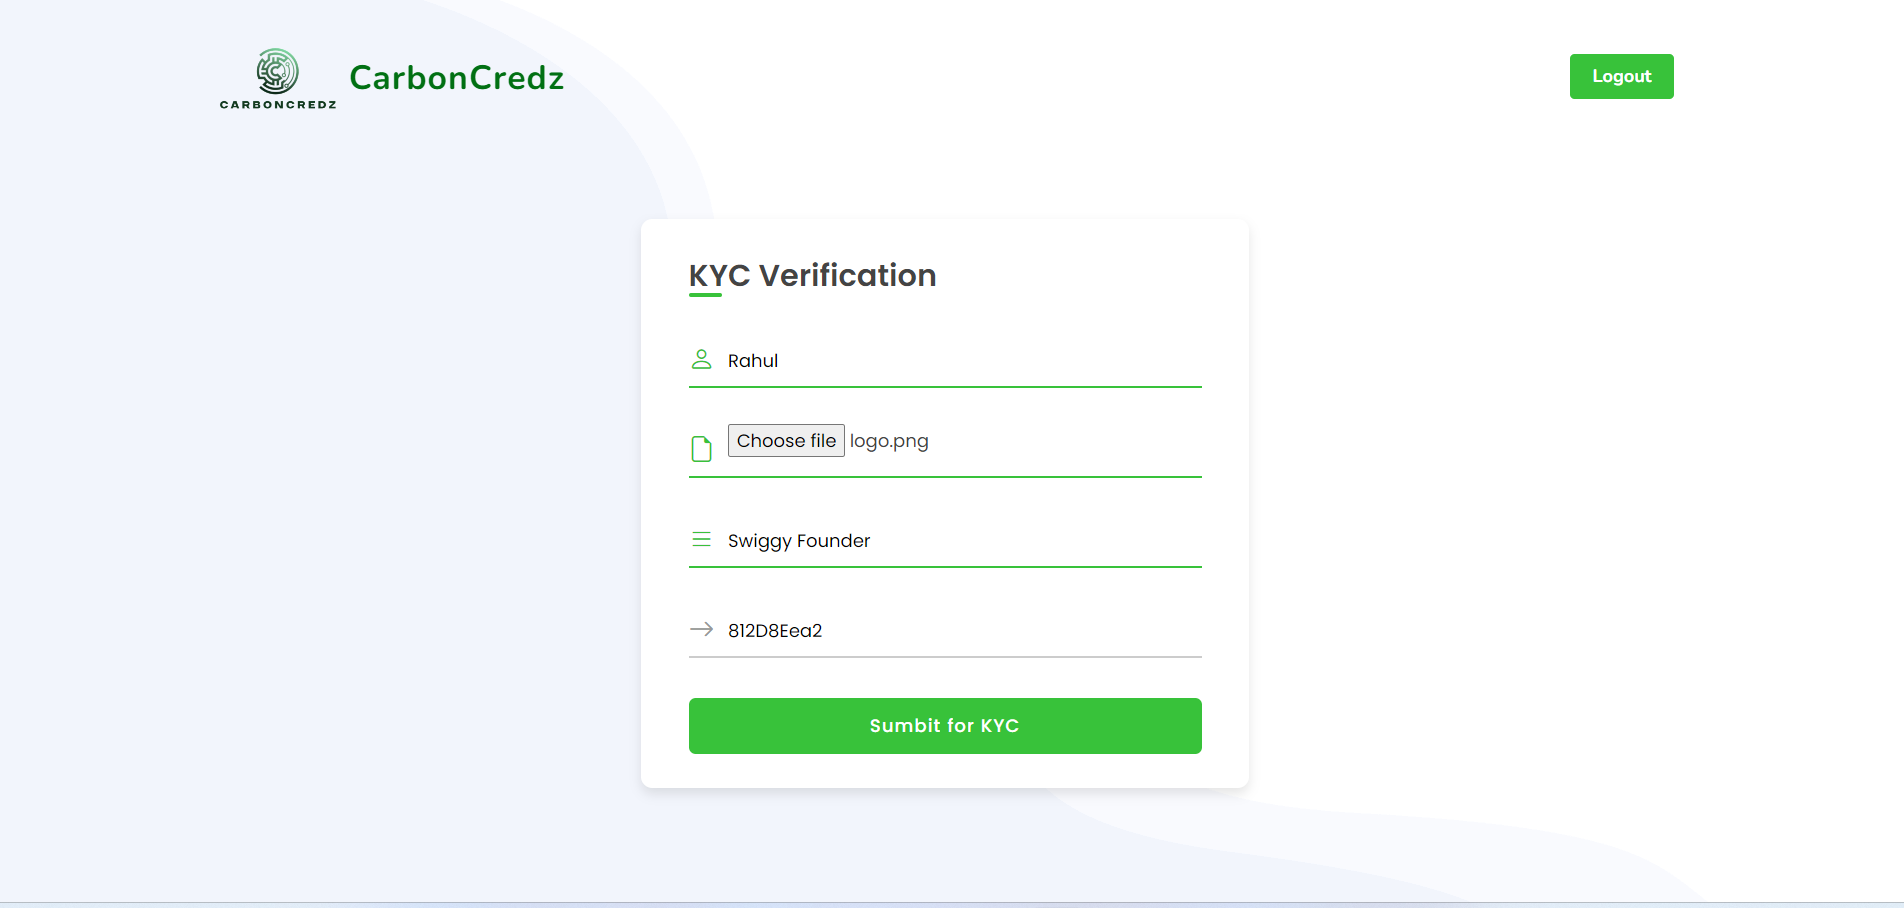 CARBONCREDZ
CarbonCredz
Logout
KYC Verification
Rahul
Choose file logo.png
Swiggy Founder
812D8Eea2
Sumbit for KYC